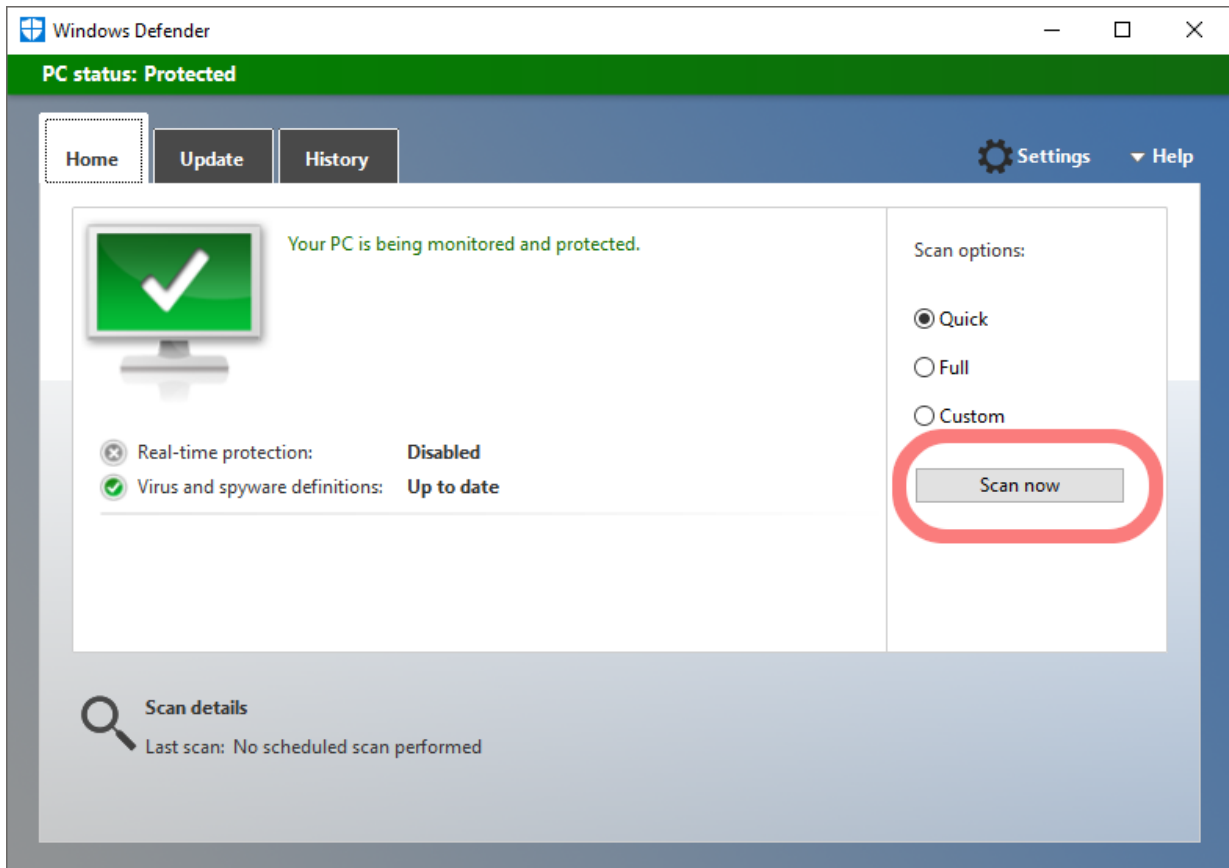 Windows Defender
PC status: Protected
Home Update History Settings Help
Your PC is being monitored and protected.
Scan options:
Quick
Full
Custom
Real-time protection: Disabled
Virus and spyware definitions: Up to date
Scan now
Scan details
Last scan: No scheduled scan performed